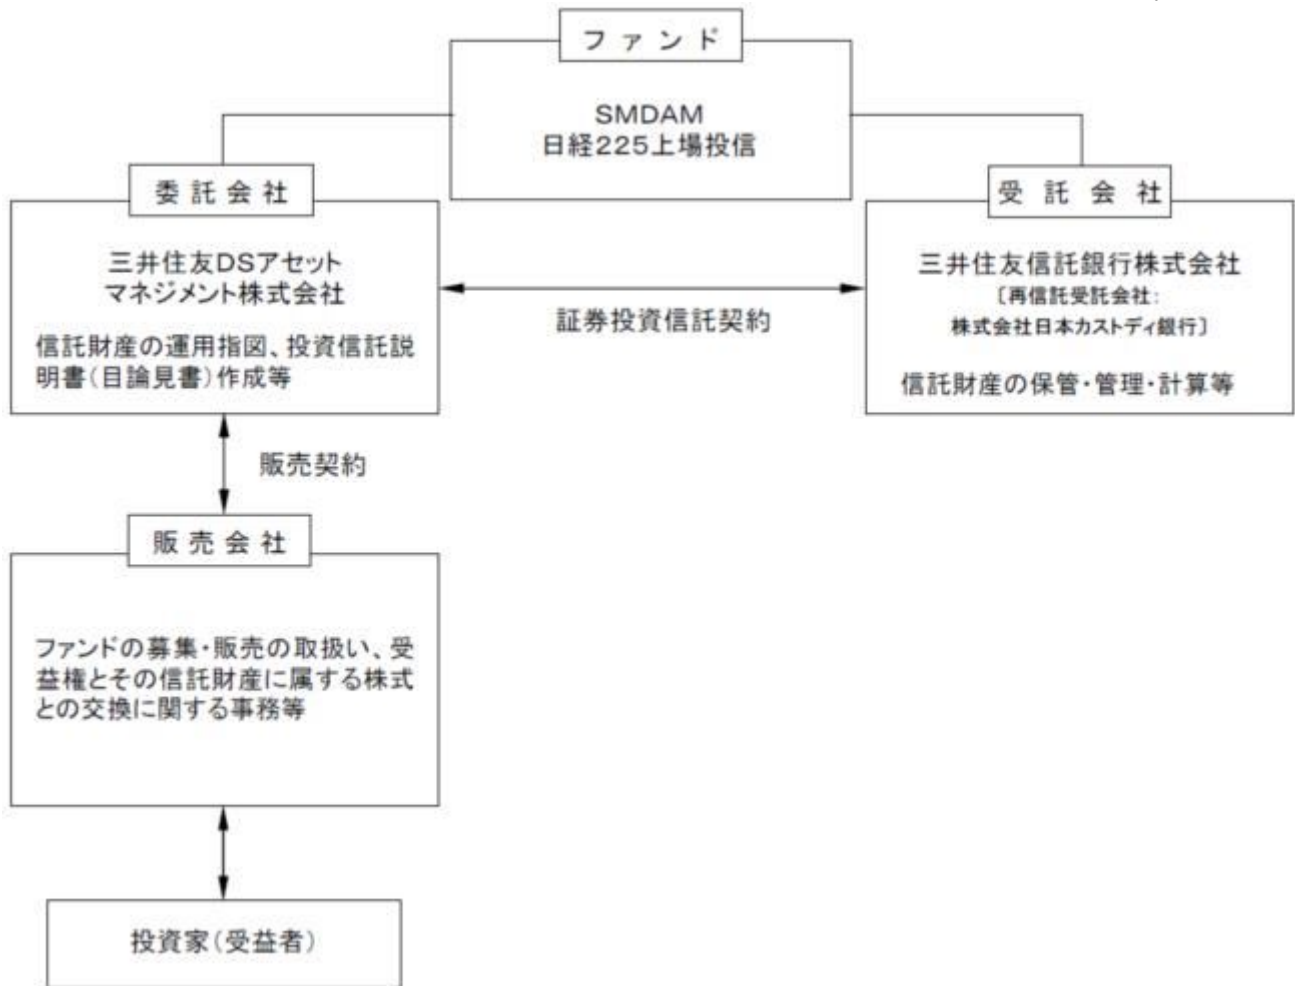 ファンド
SMDAM
日経225上場投信
委託会社
三井住友DSアセット
マネジメント株式会社
信託財産の運用指図、投資信託説
明書(目論見書)作成等
証券投資信託契約
受託会社
三井住友信託銀行株式会社
〔再信託受託会社:
株式会社日本カストディ銀行〕
信託財産の保管・管理・計算等
販売契約
販売会社
ファンドの募集・販売の取扱い、受
益権とその信託財産に属する株式
との交換に関する事務等
投資家(受益者)